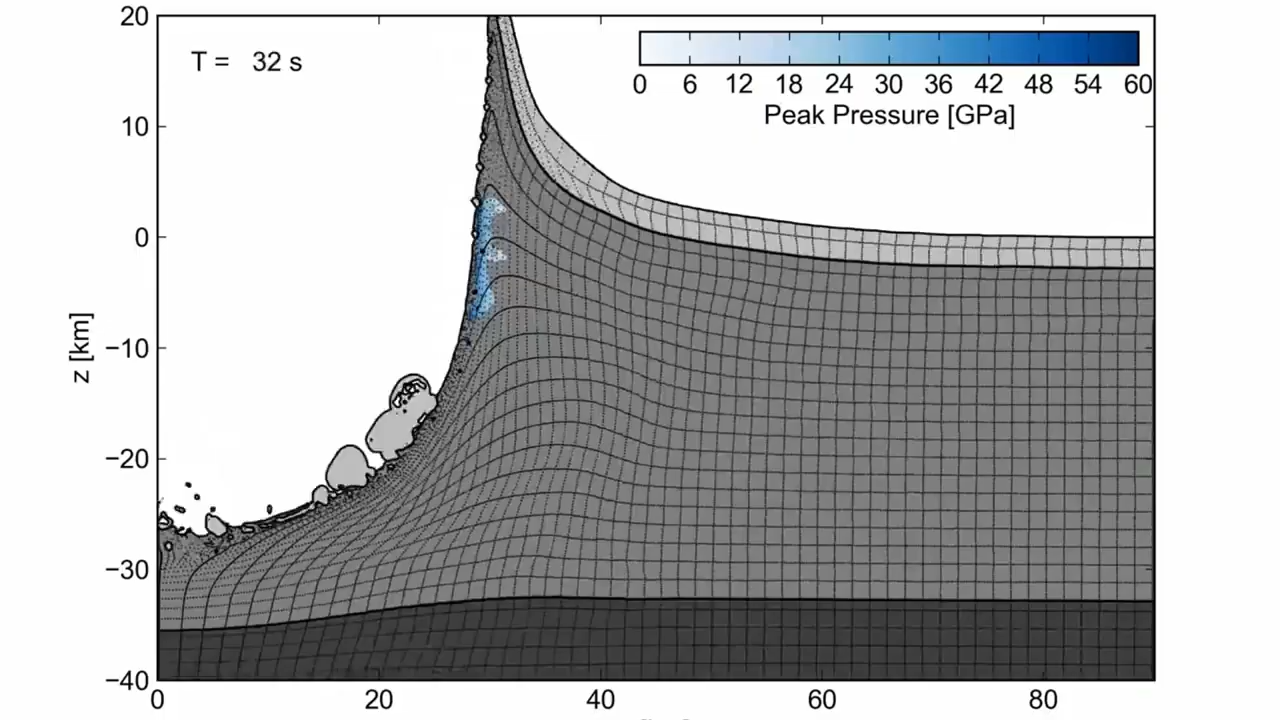 20
T = 32 s
0 6 12 18 24 30 36 42 48 54 60
Peak Pressure [GPa]
10
0
z [km]
−10
−20
−30
−40
0 20 40 60 80